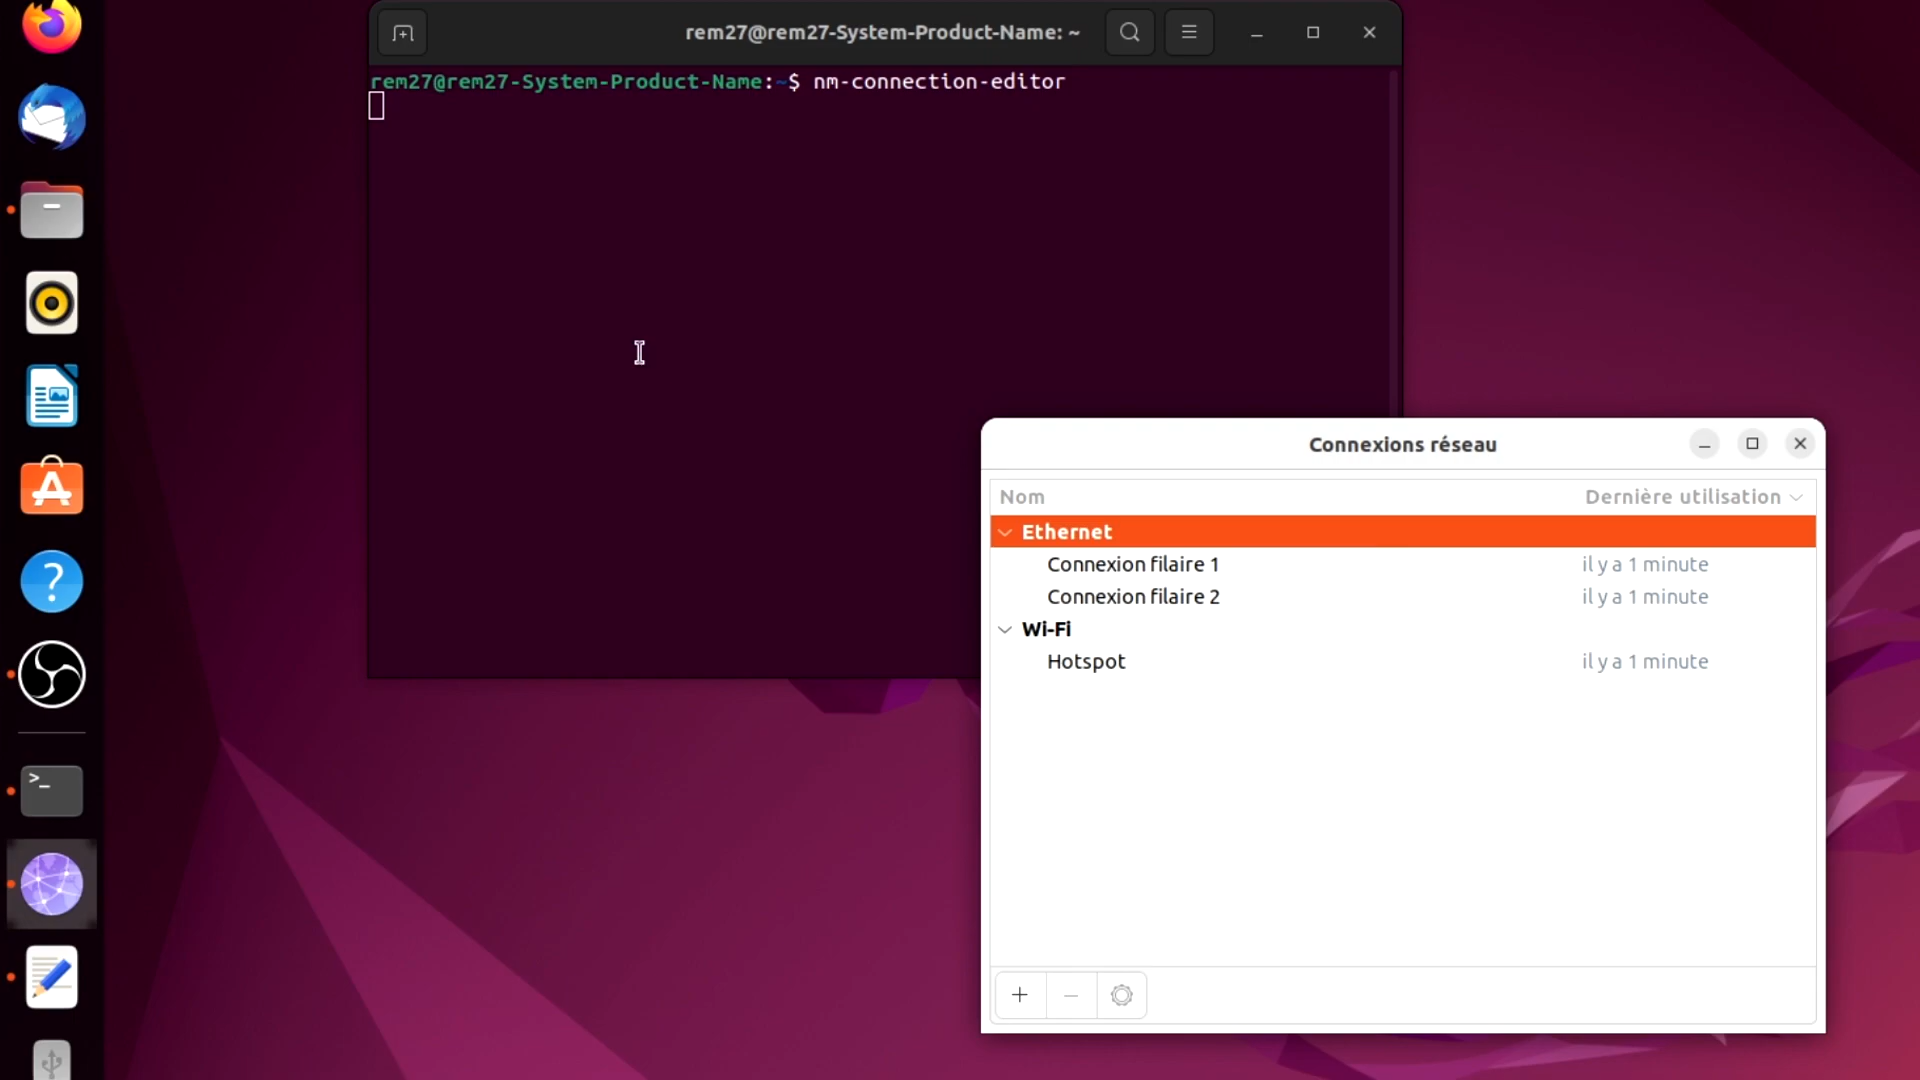 rem27@rem27-System-Product-Name: ~
rem27@rem27-System-Product-Name:~$ nm-connection-editor
Connexions réseau
Nom Dernière utilisation
Ethernet
Connexion filaire 1 il y a 1 minute
Connexion filaire 2 il y a 1 minute
Wi-Fi
Hotspot il y a 1 minute